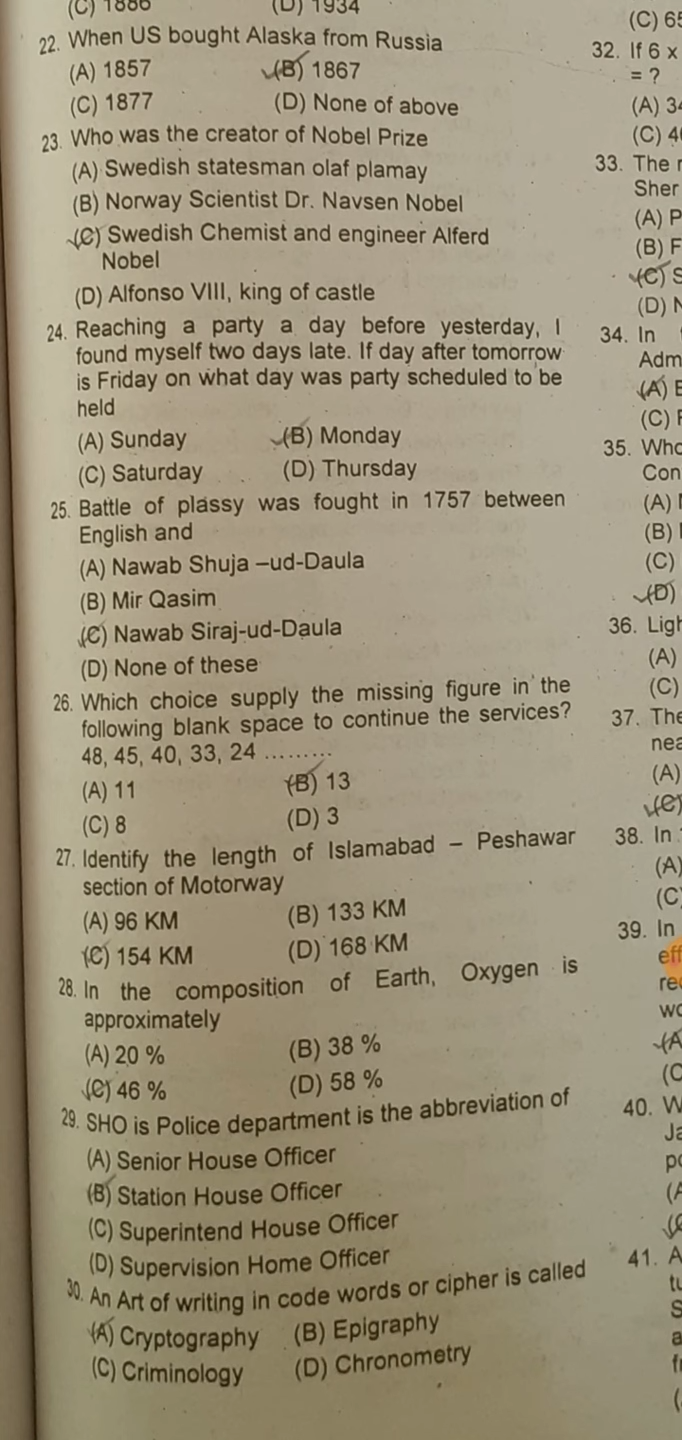 (C) 1886 (D) 1934
22. When US bought Alaska from Russia
(A) 1857 (B) 1867
(C) 1877 (D) None of above
23. Who was the creator of Nobel Prize
(A) Swedish statesman olaf plamay
(B) Norway Scientist Dr. Navsen Nobel
(C) Swedish Chemist and engineer Alferd
Nobel
(D) Alfonso VIII, king of castle
24. Reaching a party a day before yesterday, I
found myself two days late. If day after tomorrow
is Friday on what day was party scheduled to be
held
(A) Sunday (B) Monday
(C) Saturday (D) Thursday
25. Battle of plassy was fought in 1757 between
English and
(A) Nawab Shuja –ud-Daula
(B) Mir Qasim
(C) Nawab Siraj-ud-Daula
(D) None of these
26. Which choice supply the missing figure in the
following blank space to continue the services?
48, 45, 40, 33, 24 .........
(A) 11 (B) 13
(C) 8 (D) 3
27. Identify the length of Islamabad – Peshawar
section of Motorway
(A) 96 KM (B) 133 KM
(C) 154 KM (D) 168 KM
28. In the composition of Earth, Oxygen is
approximately
(A) 20 % (B) 38 %
(C) 46 % (D) 58 %
29. SHO is Police department is the abbreviation of
(A) Senior House Officer
(B) Station House Officer
(C) Superintend House Officer
(D) Supervision Home Officer
30. An Art of writing in code words or cipher is called
(A) Cryptography (B) Epigraphy
(C) Criminology (D) Chronometry
(C)
32. If 6 x
= ?
(A)
(C)
33. The
Sher
(A) P
(B) F
(C) S
(D)
34. In
Adm
(A)
(C)
35. Who
Con
(A)
(B)
(C)
(D)
36. Ligh
(A)
(C)
37. The
nea
(A)
(C)
38. In
(A)
(C
39. In
eff
re
wo
(A
(C
40. W
Ja
po
(A
41. A
tu
S
a
f
(